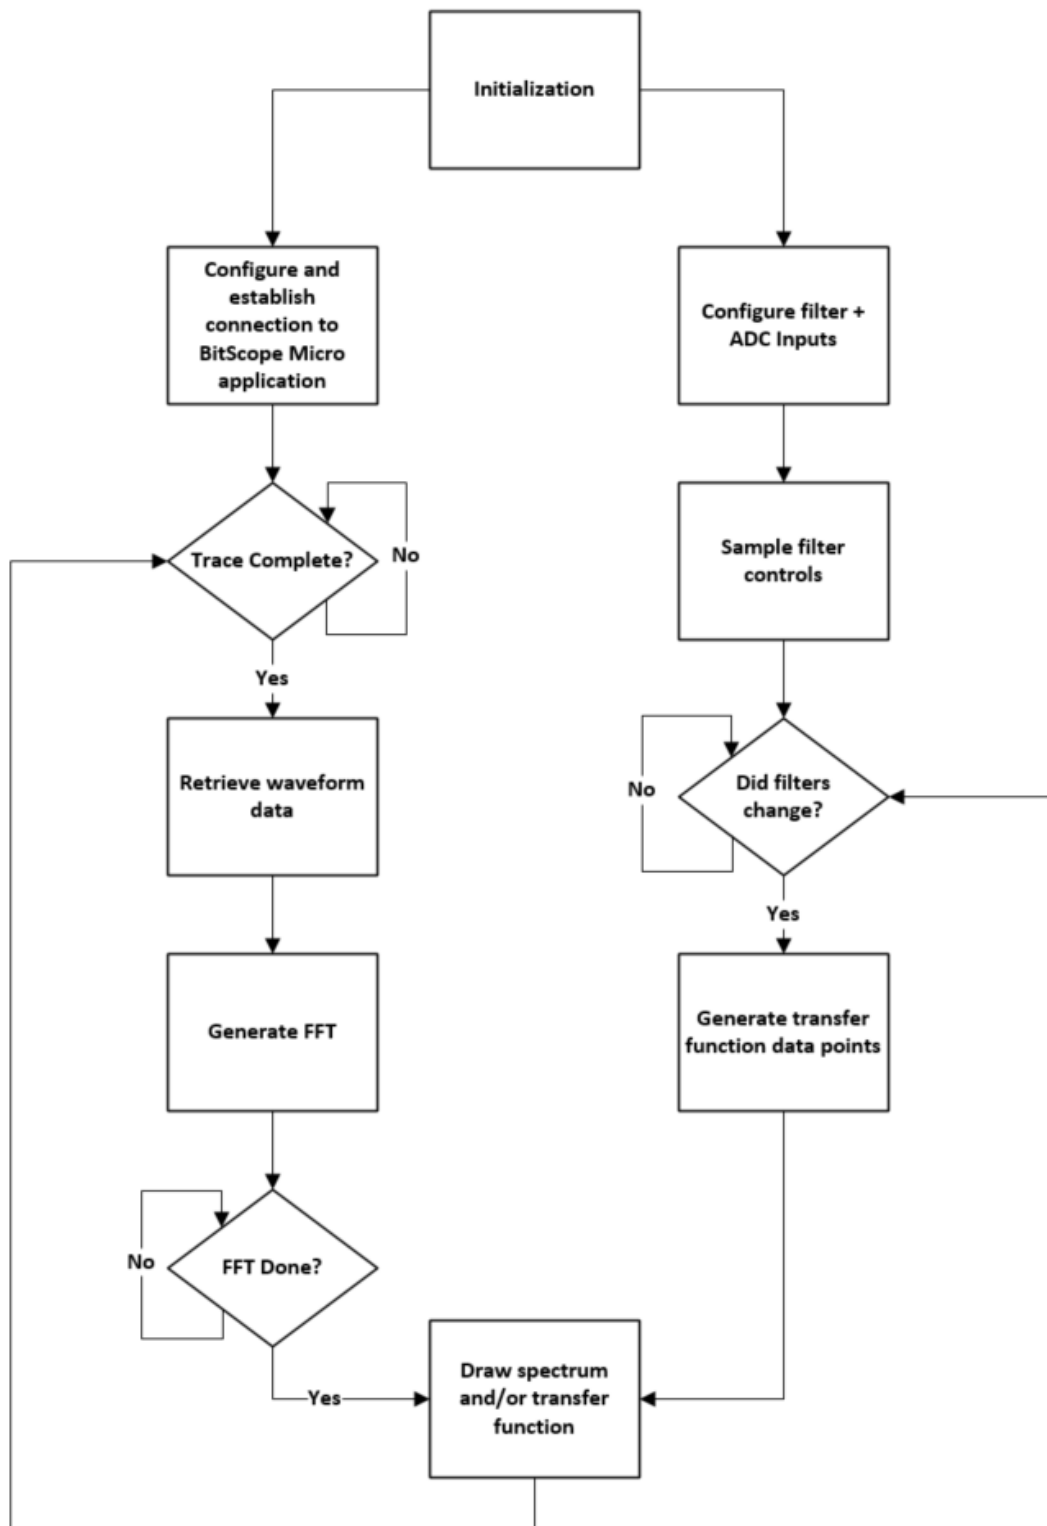 Initialization
Configure and
establish
connection to
BitScope Micro
application
Configure filter +
ADC Inputs
Trace Complete?
No
Sample filter
controls
Yes
Retrieve waveform
data
No
Did filters
change?
Yes
Generate FFT
Generate transfer
function data points
No
FFT Done?
Yes
Draw spectrum
and/or transfer
function